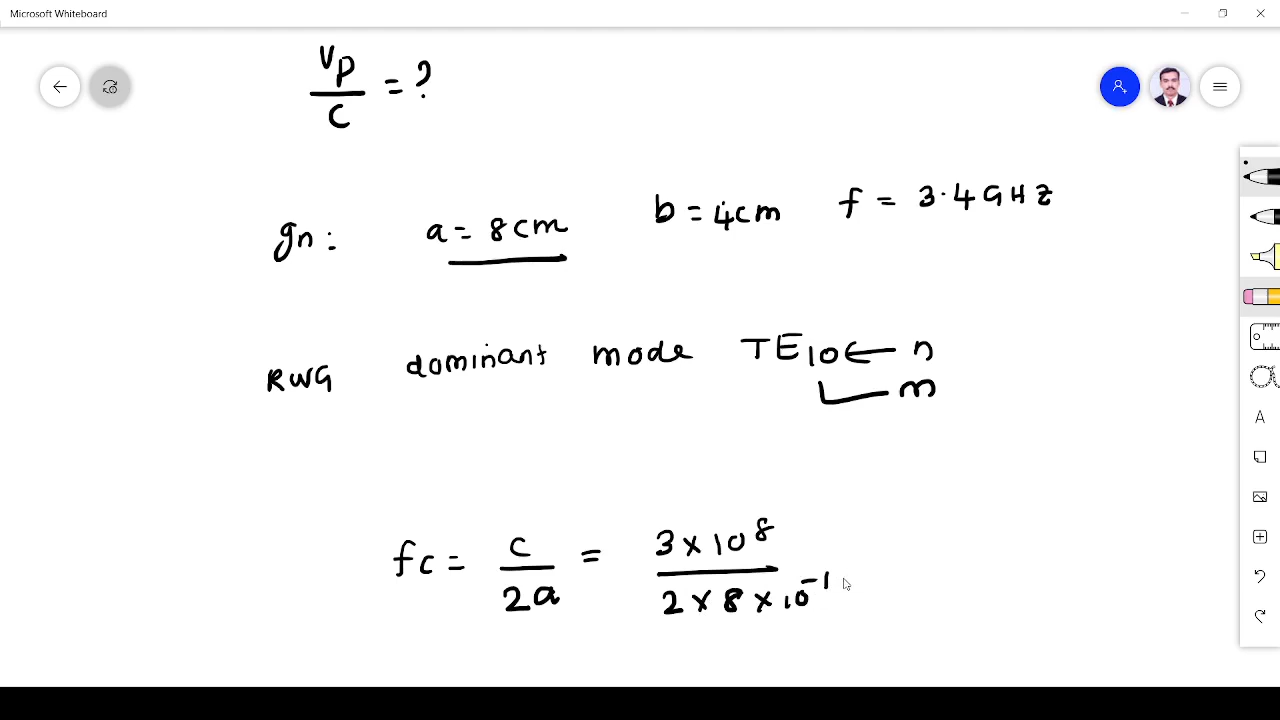 Microsoft Whiteboard
vp/c = ?
gn: a = 8cm b = 4cm f = 3.4GHZ
RWG dominant mode TE10 ← n
m
fc = c/2a = 3 × 10^8 / 2 × 8 × 10^-1
A